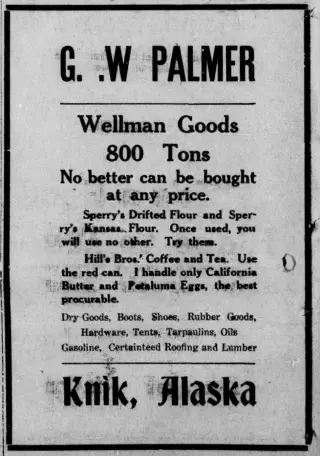 G. .W PALMER
Wellman Goods
800 Tons
No better can be bought
at any price.
Sperry's Drifted Flour and Sper-
ry's Kansas Flour. Once used, you
will use no other. Try them.
Hill's Bros.' Coffee and Tea. Use
the red can. I handle only California
Butter and Petaluma Eggs, the best
procurable.
Dry Goods, Boots, Shoes, Rubber Goods,
Hardware, Tents, Tarpaulins, Oils
Gasoline, Certainteed Roofing and Lumber
Knik, Alaska